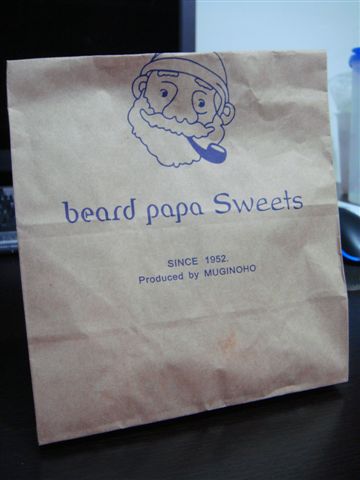 beard papa Sweets
SINCE 1952.
Produced by MUGINOHO